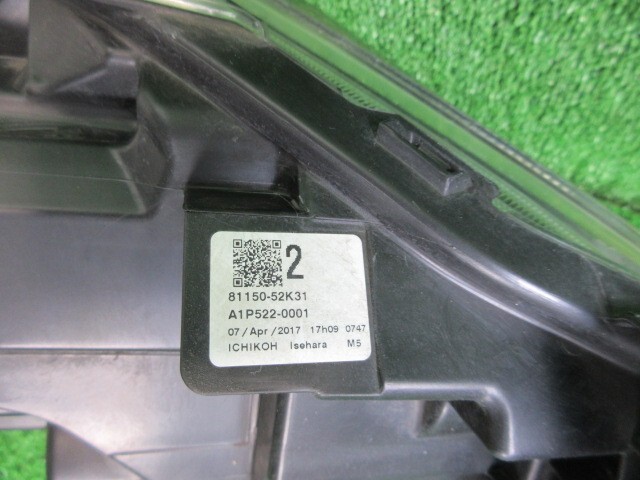 2
81150-52K31
A1P522-0001
07/Apr/2017 17h09 0747
ICHIKOH Isehara M5